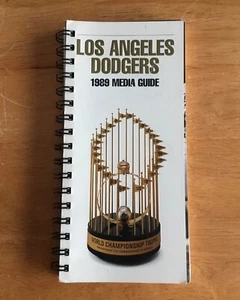 LOS ANGELES
DODGERS
1989 MEDIA GUIDE
WORLD CHAMPIONSHIP TROPHY